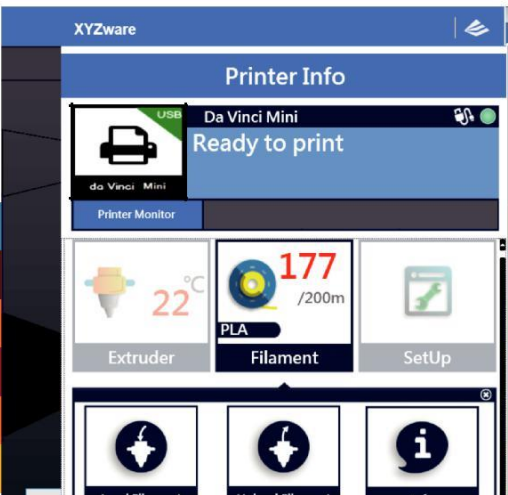 XYZware
Printer Info
USB
Da Vinci Mini
Ready to print
da Vinci Mini
Printer Monitor
22°C
177
/200m
PLA
Extruder
Filament
SetUp